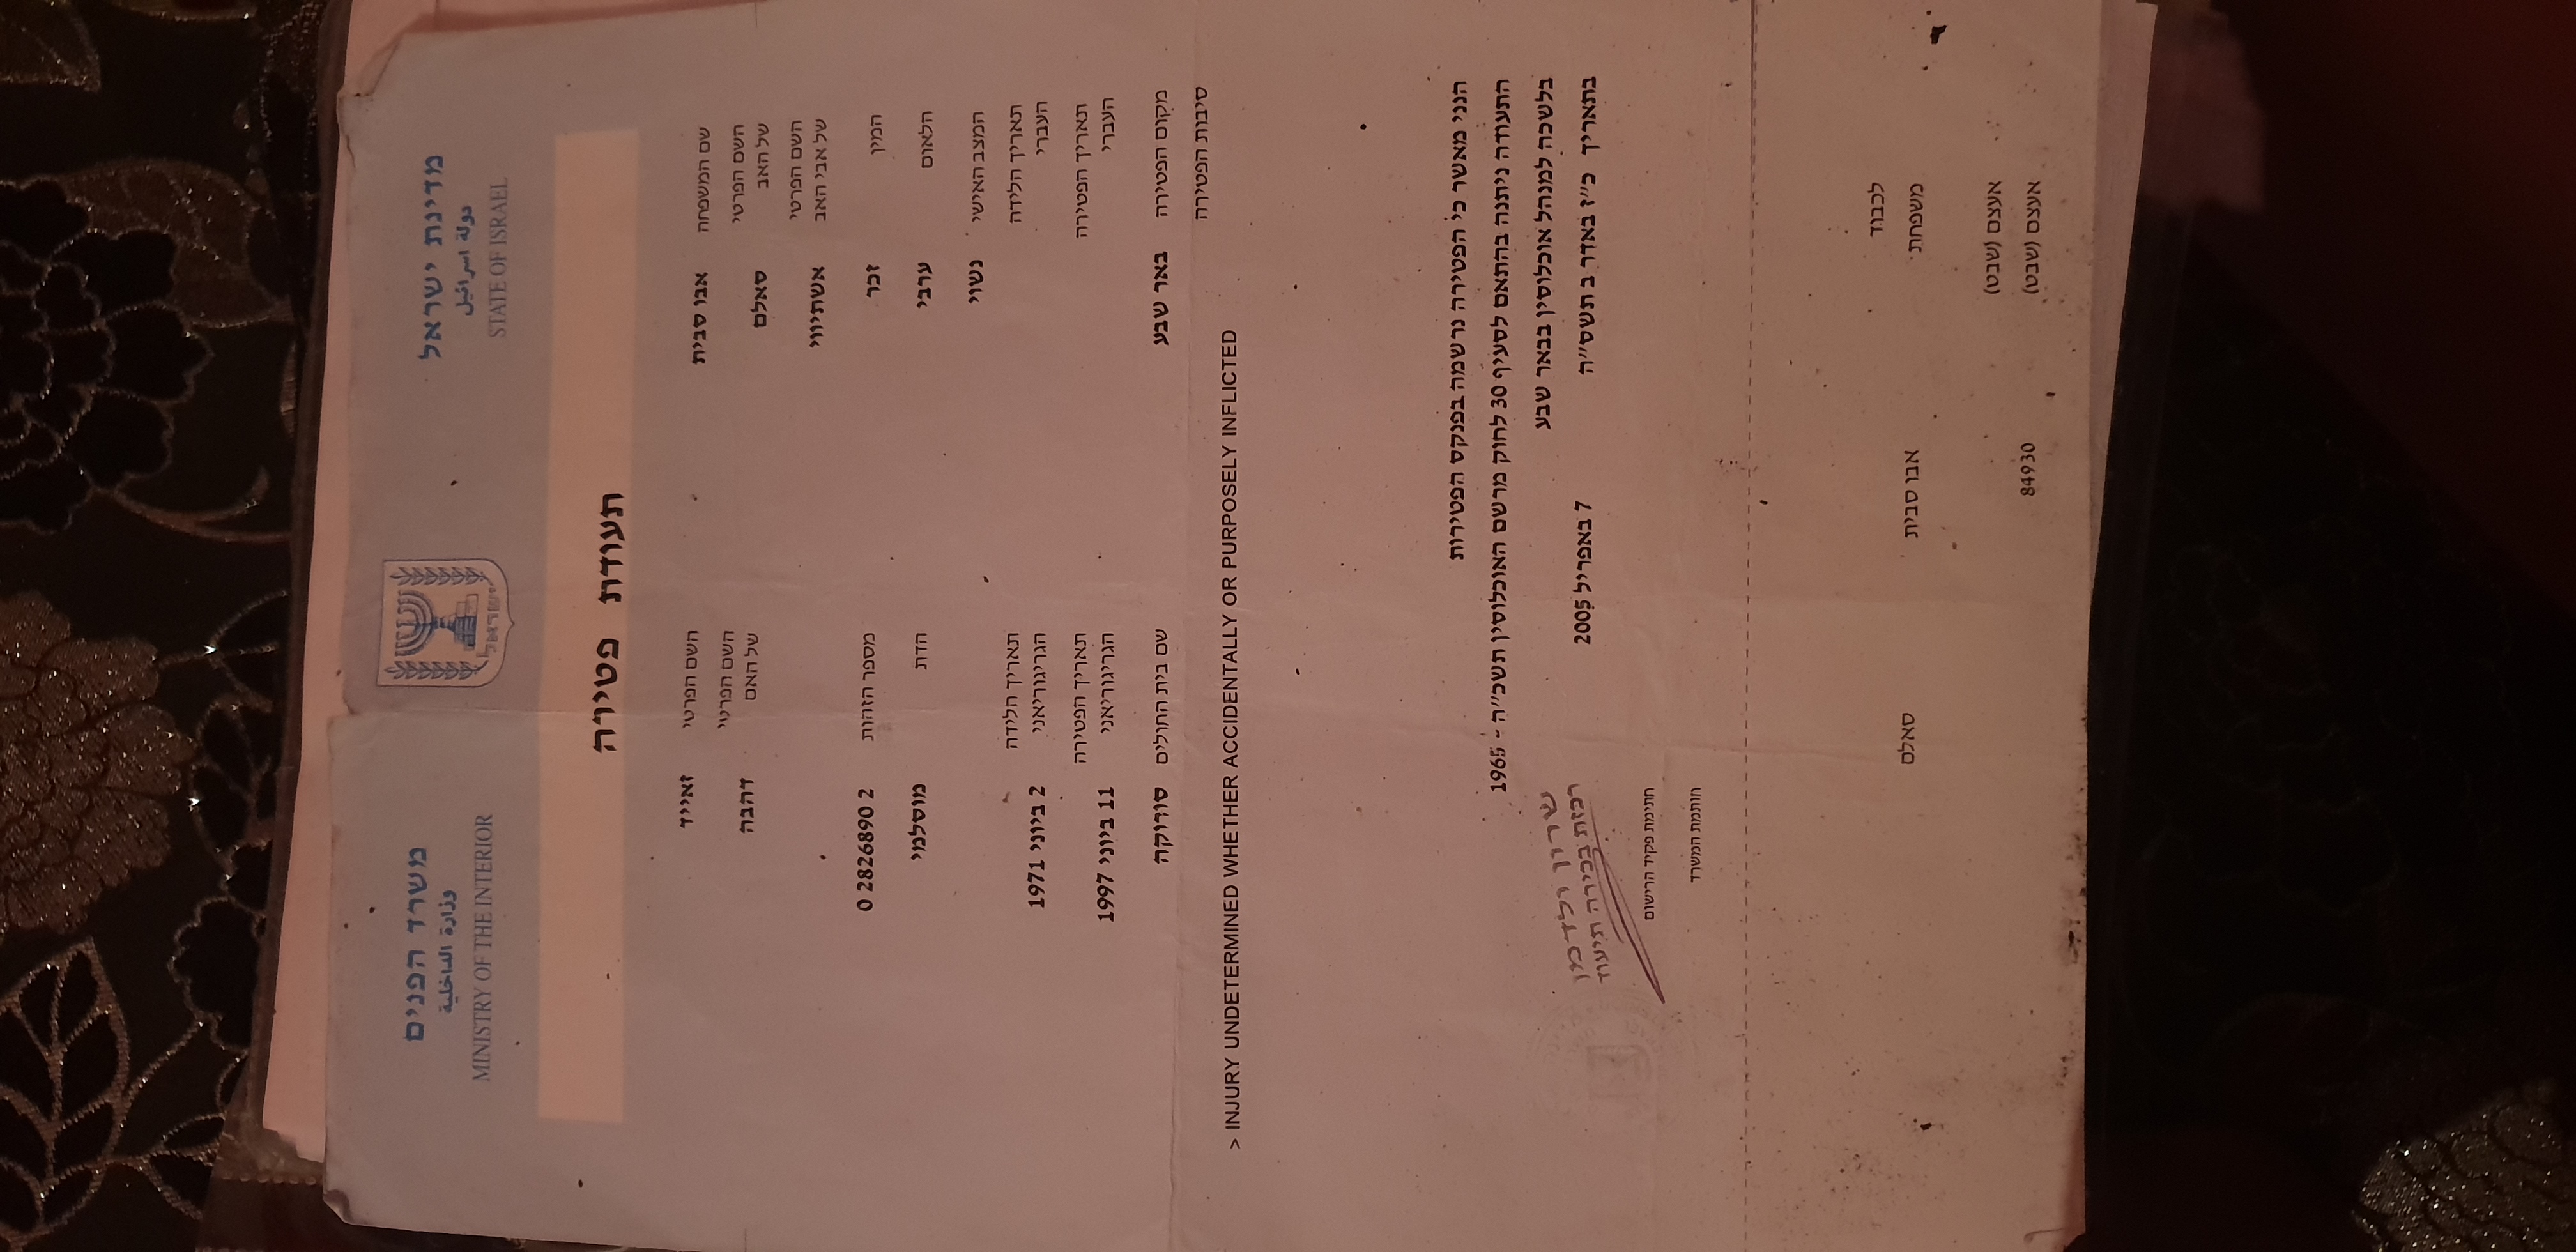 מדינת ישראל
دولة اسرائيل
STATE OF ISRAEL
ישראל
משרד הפנים
وزارة الداخلية
MINISTRY OF THE INTERIOR
תעודת פטירה
שם המשפחה אבו סבית השם הפרטי זאייד
השם הפרטי של האב סאלם השם הפרטי של האם דהבה
השם הפרטי של אבי האב אשתיווי
המין זכר מספר הזהות 0 2826890 2
הלאום ערבי הדת מוסלמי
המצב האישי נשוי
תאריך הלידה העברי תאריך הלידה הגריגוריאני 2 ביוני 1971
תאריך הפטירה העברי תאריך הפטירה הגריגוריאני 11 ביוני 1997
מקום הפטירה באר שבע שם בית החולים סורוקה
סיבות הפטירה
> INJURY UNDETERMINED WHETHER ACCIDENTALLY OR PURPOSELY INFLICTED
הנני מאשר כי הפטירה נרשמה בפנקס הפטירות
התעודה ניתנה בהתאם לסעיף 30 לחוק מרשם האוכלוסין תשכ״ה - 1965
בלשכה למנהל אוכלוסין בבאר שבע
בתאריך כ״ז באדר ב תשס״ה 7 באפריל 2005
שרון ולדמן
רכזת בכירה תיעוד
חתימת פקיד הרישום
חותמת המשרד
לכבוד
משפחת אבו סבית סאלם
אעצם (שבט)
אעצם (שבט) 84930